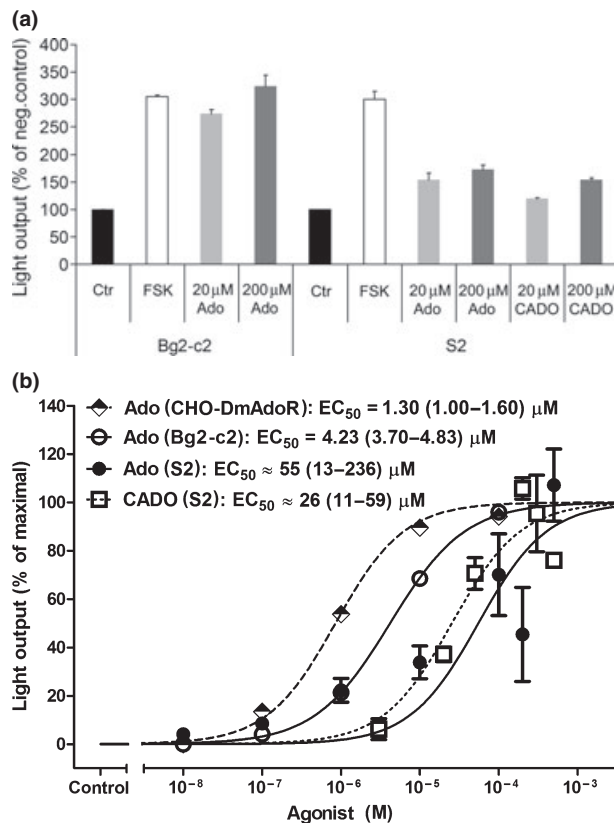 (a)
Light output (% of neg.control)
400
350
300
250
200
150
100
50
0
Ctr FSK 20 µM Ado 200 µM Ado Ctr FSK 20 µM Ado 200 µM Ado 20 µM CADO 200 µM CADO
Bg2-c2 S2
(b)
Ado (CHO-DmAdoR): EC50 = 1.30 (1.00–1.60) µM
Ado (Bg2-c2): EC50 = 4.23 (3.70–4.83) µM
Ado (S2): EC50 ≈ 55 (13–236) µM
CADO (S2): EC50 ≈ 26 (11–59) µM
Light output (% of maximal)
140
120
100
80
60
40
20
0
Control 10⁻⁸ 10⁻⁷ 10⁻⁶ 10⁻⁵ 10⁻⁴ 10⁻³
Agonist (M)